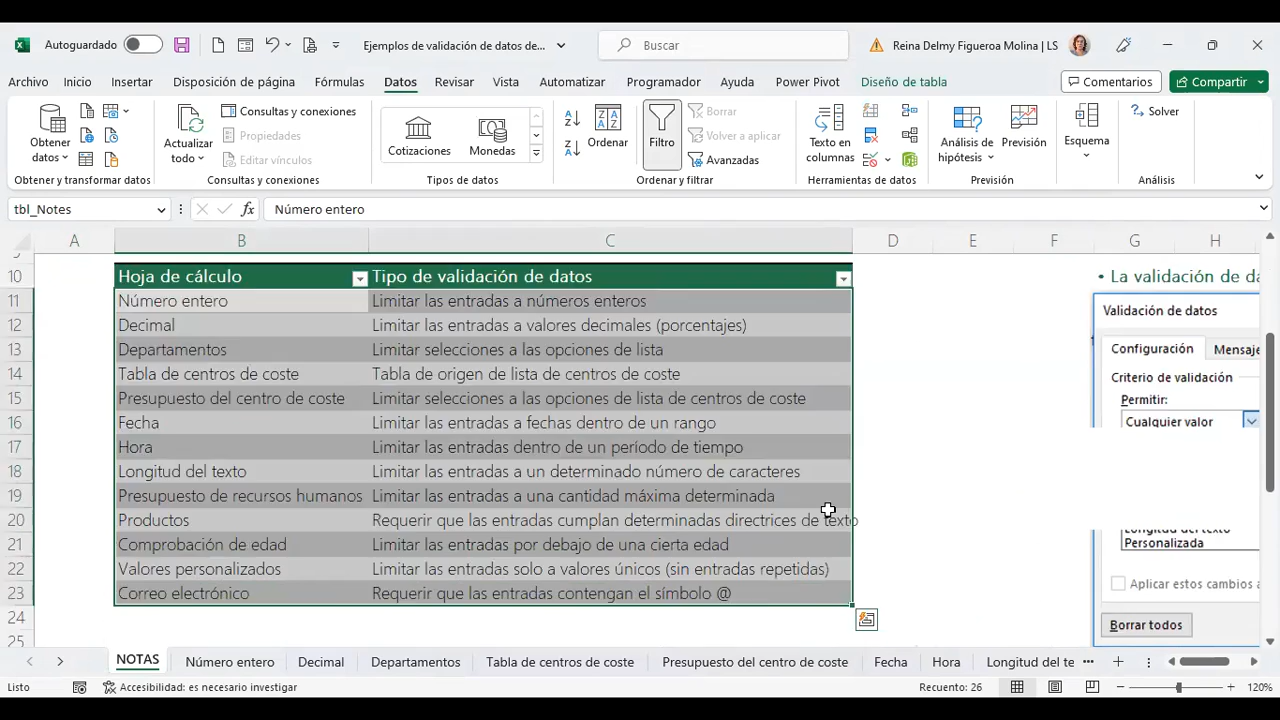 Autoguardado
Ejemplos de validación de datos de...
Buscar
Reina Delmy Figueroa Molina | LS
Archivo Inicio Insertar Disposición de página Fórmulas Datos Revisar Vista Automatizar Programador Ayuda Power Pivot Diseño de tabla Comentarios Compartir
Obtener datos
Obtener y transformar datos
Actualizar todo
Consultas y conexiones
Propiedades
Editar vínculos
Consultas y conexiones
Cotizaciones Monedas
Tipos de datos
Ordenar
Filtro
Borrar
Volver a aplicar
Avanzadas
Ordenar y filtrar
Texto en columnas
Herramientas de datos
Análisis de hipótesis
Previsión
Previsión
Esquema
Solver
Análisis
tbl_Notes
fx Número entero
A B C D E F G H
10 Hoja de cálculo Tipo de validación de datos
11 Número entero Limitar las entradas a números enteros
12 Decimal Limitar las entradas a valores decimales (porcentajes)
13 Departamentos Limitar selecciones a las opciones de lista
14 Tabla de centros de coste Tabla de origen de lista de centros de coste
15 Presupuesto del centro de coste Limitar selecciones a las opciones de lista de centros de coste
16 Fecha Limitar las entradas a fechas dentro de un rango
17 Hora Limitar las entradas dentro de un período de tiempo
18 Longitud del texto Limitar las entradas a un determinado número de caracteres
19 Presupuesto de recursos humanos Limitar las entradas a una cantidad máxima determinada
20 Productos Requerir que las entradas cumplan determinadas directrices de texto
21 Comprobación de edad Limitar las entradas por debajo de una cierta edad
22 Valores personalizados Limitar las entradas solo a valores únicos (sin entradas repetidas)
23 Correo electrónico Requerir que las entradas contengan el símbolo @
24
25
• La validación de da
Validación de datos
Configuración Mensaje
Criterio de validación
Permitir:
Cualquier valor
Longitud del texto
Personalizada
Aplicar estos cambios a
Borrar todos
NOTAS Número entero Decimal Departamentos Tabla de centros de coste Presupuesto del centro de coste Fecha Hora Longitud del te ...
Listo Accesibilidad: es necesario investigar Recuento: 26 120%